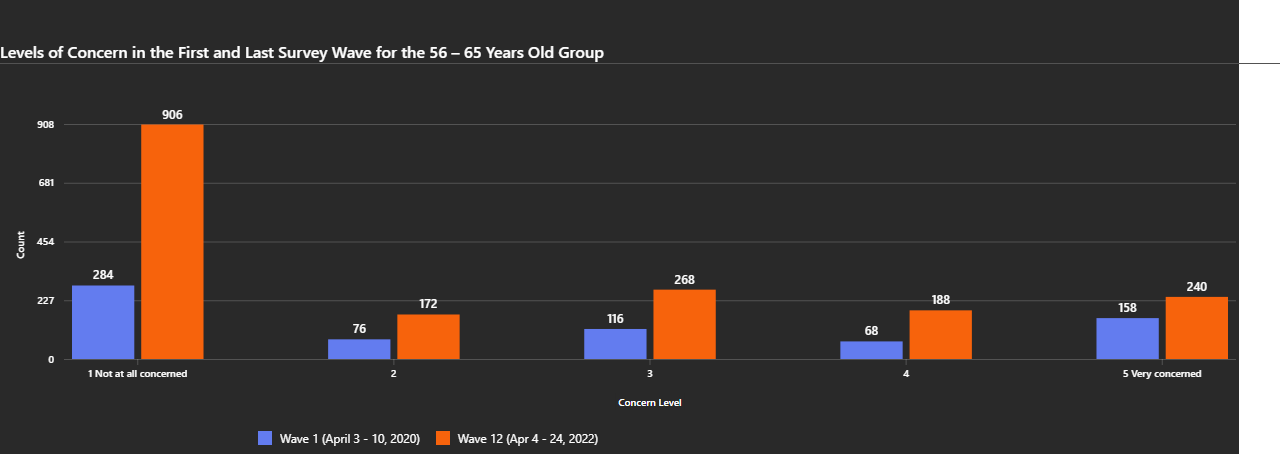 Levels of Concern in the First and Last Survey Wave for the 56 – 65 Years Old Group
906
908
681
Count
454
284
268
240
227
172
188
158
116
76
68
0
1 Not at all concerned
2
3
4
5 Very concerned
Concern Level
Wave 1 (April 3 - 10, 2020)
Wave 12 (Apr 4 - 24, 2022)